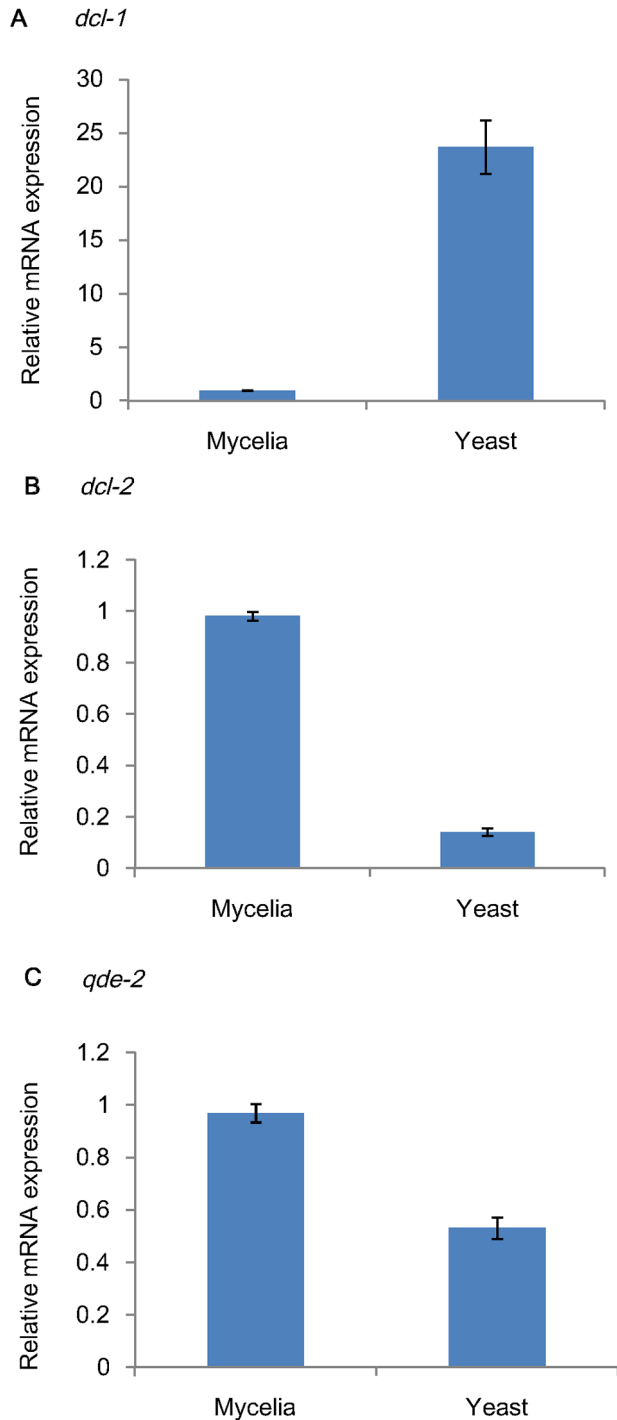 A dcl-1
Relative mRNA expression
30
25
20
15
10
5
0
Mycelia Yeast
B dcl-2
Relative mRNA expression
1.2
1
0.8
0.6
0.4
0.2
0
Mycelia Yeast
C qde-2
Relative mRNA expression
1.2
1
0.8
0.6
0.4
0.2
0
Mycelia Yeast